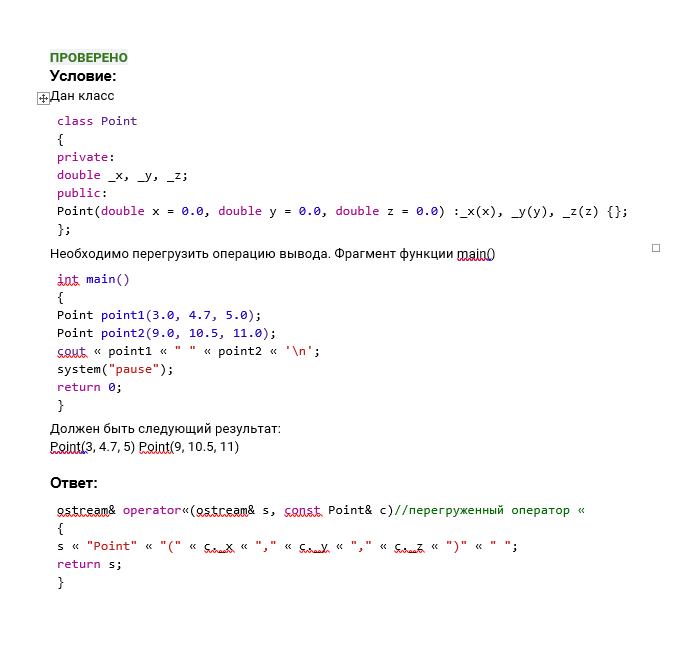 ПРОВЕРЕНО
Условие:
Дан класс
class Point
{
private:
double _x, _y, _z;
public:
Point(double x = 0.0, double y = 0.0, double z = 0.0) :_x(x), _y(y), _z(z) {};
};
Необходимо перегрузить операцию вывода. Фрагмент функции main()
int main()
{
Point point1(3.0, 4.7, 5.0);
Point point2(9.0, 10.5, 11.0);
cout « point1 « " " « point2 « '\n';
system("pause");
return 0;
}
Должен быть следующий результат:
Point(3, 4.7, 5) Point(9, 10.5, 11)
Ответ:
ostream& operator«(ostream& s, const Point& c)//перегруженный оператор «
{
s « "Point" « "(" « c._x « "," « c._y « "," « c._z « ")" « " ";
return s;
}